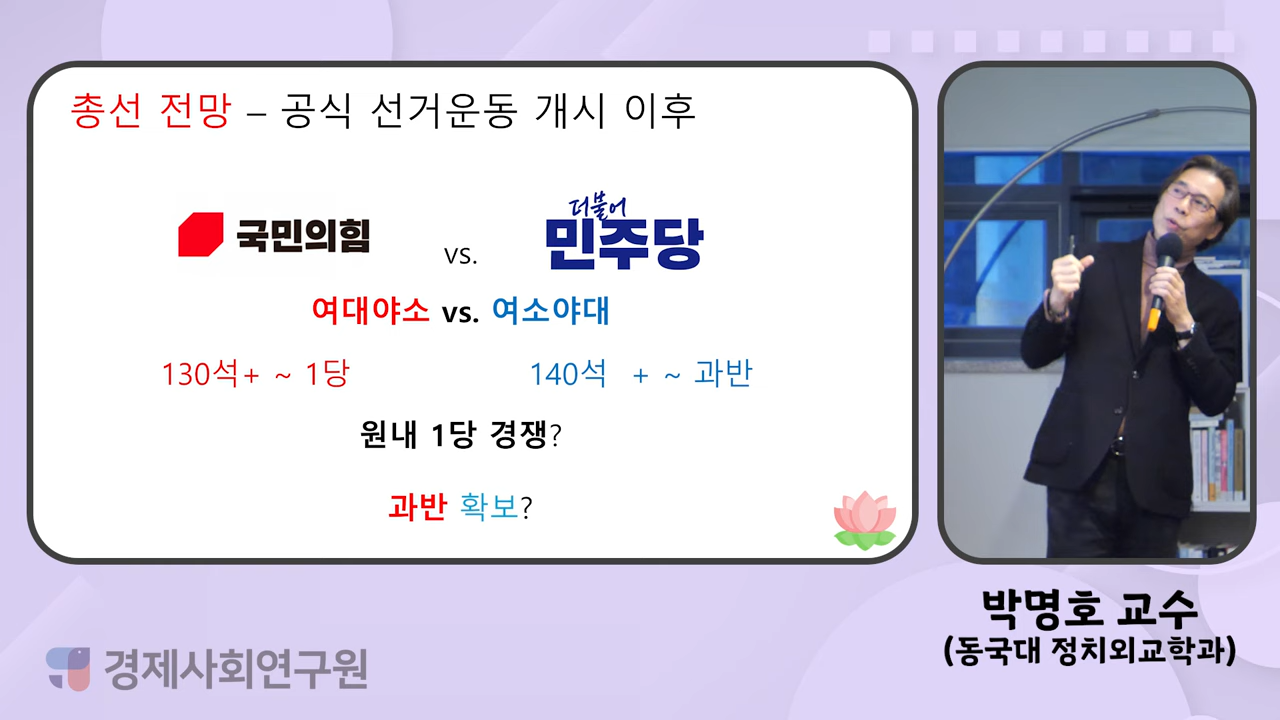 총선 전망 – 공식 선거운동 개시 이후
국민의힘 vs. 더불어 민주당
여대야소 vs. 여소야대
130석+ ~ 1당 140석 + ~ 과반
원내 1당 경쟁?
과반 확보?
박명호 교수
(동국대 정치외교학과)
경제사회연구원